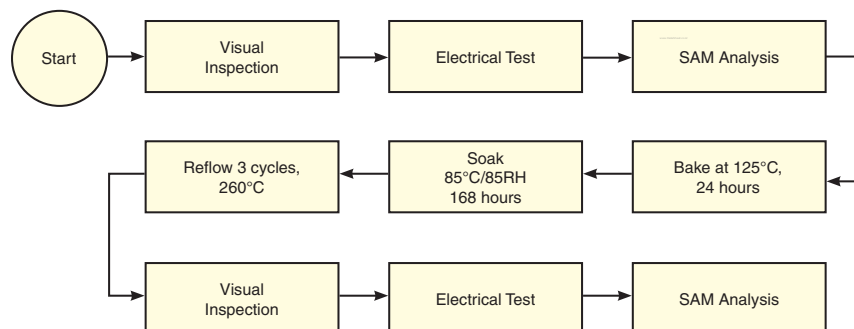 Start
Visual
Inspection
Electrical Test
SAM Analysis
Bake at 125°C,
24 hours
Soak
85°C/85RH
168 hours
Reflow 3 cycles,
260°C
Visual
Inspection
Electrical Test
SAM Analysis